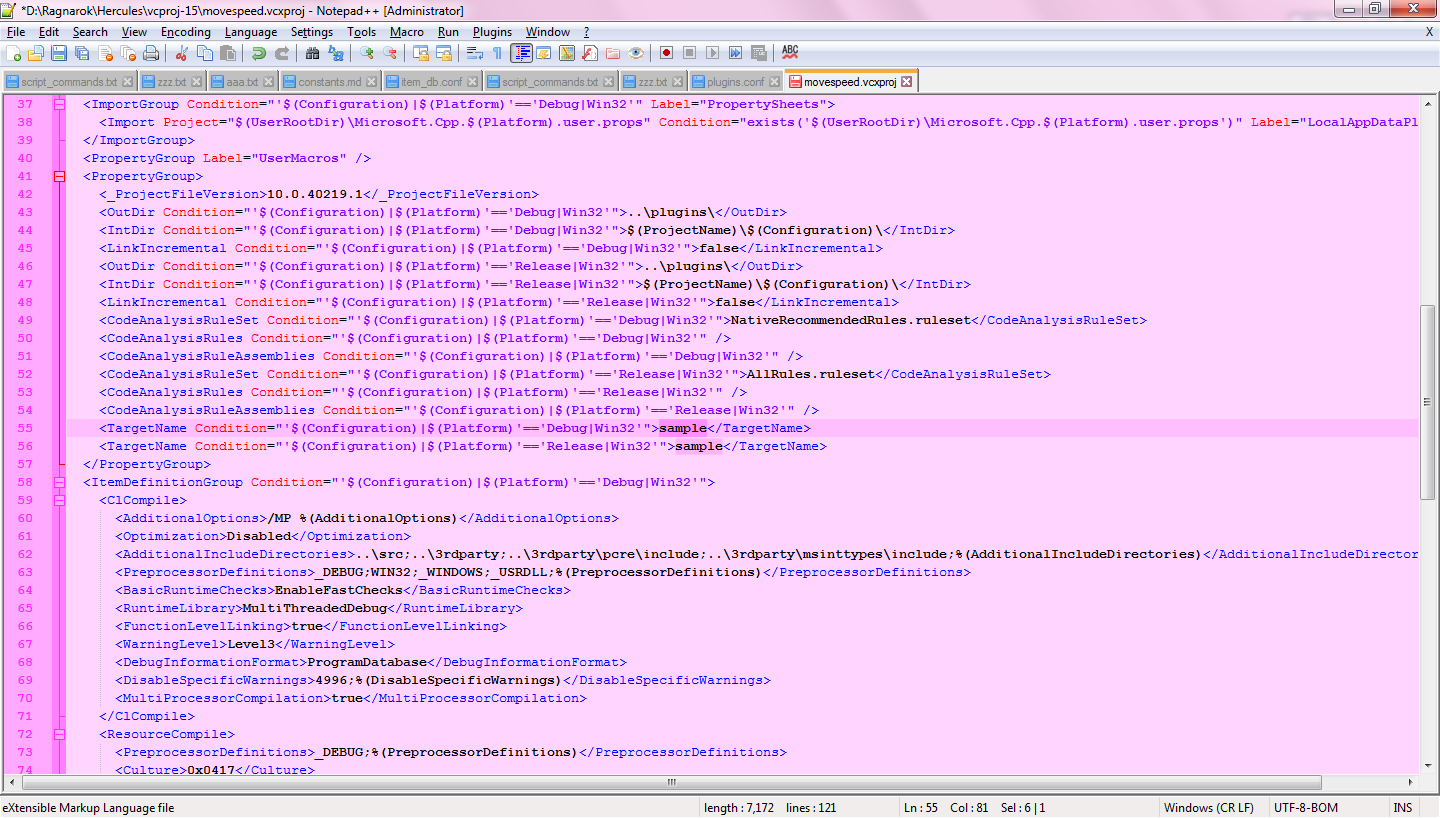 *D:\Ragnarok\Hercules\vcproj-15\movespeed.vcxproj - Notepad++ [Administrator]
File Edit Search View Encoding Language Settings Tools Macro Run Plugins Window ? X
script_commands.txt zzz.txt aaa.txt constants.md item_db.conf script_commands.txt zzz.txt plugins.conf movespeed.vcxproj
37 <ImportGroup Condition="'$(Configuration)|$(Platform)'=='Debug|Win32'" Label="PropertySheets">
38 <Import Project="$(UserRootDir)\Microsoft.Cpp.$(Platform).user.props" Condition="exists('$(UserRootDir)\Microsoft.Cpp.$(Platform).user.props')" Label="LocalAppDataPl
39 </ImportGroup>
40 <PropertyGroup Label="UserMacros" />
41 <PropertyGroup>
42 <_ProjectFileVersion>10.0.40219.1</_ProjectFileVersion>
43 <OutDir Condition="'$(Configuration)|$(Platform)'=='Debug|Win32'">..\plugins\</OutDir>
44 <IntDir Condition="'$(Configuration)|$(Platform)'=='Debug|Win32'">$(ProjectName)\$(Configuration)\</IntDir>
45 <LinkIncremental Condition="'$(Configuration)|$(Platform)'=='Debug|Win32'">false</LinkIncremental>
46 <OutDir Condition="'$(Configuration)|$(Platform)'=='Release|Win32'">..\plugins\</OutDir>
47 <IntDir Condition="'$(Configuration)|$(Platform)'=='Release|Win32'">$(ProjectName)\$(Configuration)\</IntDir>
48 <LinkIncremental Condition="'$(Configuration)|$(Platform)'=='Release|Win32'">false</LinkIncremental>
49 <CodeAnalysisRuleSet Condition="'$(Configuration)|$(Platform)'=='Debug|Win32'">NativeRecommendedRules.ruleset</CodeAnalysisRuleSet>
50 <CodeAnalysisRules Condition="'$(Configuration)|$(Platform)'=='Debug|Win32'" />
51 <CodeAnalysisRuleAssemblies Condition="'$(Configuration)|$(Platform)'=='Debug|Win32'" />
52 <CodeAnalysisRuleSet Condition="'$(Configuration)|$(Platform)'=='Release|Win32'">AllRules.ruleset</CodeAnalysisRuleSet>
53 <CodeAnalysisRules Condition="'$(Configuration)|$(Platform)'=='Release|Win32'" />
54 <CodeAnalysisRuleAssemblies Condition="'$(Configuration)|$(Platform)'=='Release|Win32'" />
55 <TargetName Condition="'$(Configuration)|$(Platform)'=='Debug|Win32'">sample</TargetName>
56 <TargetName Condition="'$(Configuration)|$(Platform)'=='Release|Win32'">sample</TargetName>
57 </PropertyGroup>
58 <ItemDefinitionGroup Condition="'$(Configuration)|$(Platform)'=='Debug|Win32'">
59 <ClCompile>
60 <AdditionalOptions>/MP %(AdditionalOptions)</AdditionalOptions>
61 <Optimization>Disabled</Optimization>
62 <AdditionalIncludeDirectories>..\src;..\3rdparty;..\3rdparty\pcre\include;..\3rdparty\msinttypes\include;%(AdditionalIncludeDirectories)</AdditionalIncludeDirector
63 <PreprocessorDefinitions>_DEBUG;WIN32;_WINDOWS;_USRDLL;%(PreprocessorDefinitions)</PreprocessorDefinitions>
64 <BasicRuntimeChecks>EnableFastChecks</BasicRuntimeChecks>
65 <RuntimeLibrary>MultiThreadedDebug</RuntimeLibrary>
66 <FunctionLevelLinking>true</FunctionLevelLinking>
67 <WarningLevel>Level3</WarningLevel>
68 <DebugInformationFormat>ProgramDatabase</DebugInformationFormat>
69 <DisableSpecificWarnings>4996;%(DisableSpecificWarnings)</DisableSpecificWarnings>
70 <MultiProcessorCompilation>true</MultiProcessorCompilation>
71 </ClCompile>
72 <ResourceCompile>
73 <PreprocessorDefinitions>_DEBUG;%(PreprocessorDefinitions)</PreprocessorDefinitions>
74 <Culture>0x0417</Culture>
eXtensible Markup Language file length : 7,172 lines : 121 Ln : 55 Col : 81 Sel : 6 | 1 Windows (CR LF) UTF-8-BOM INS